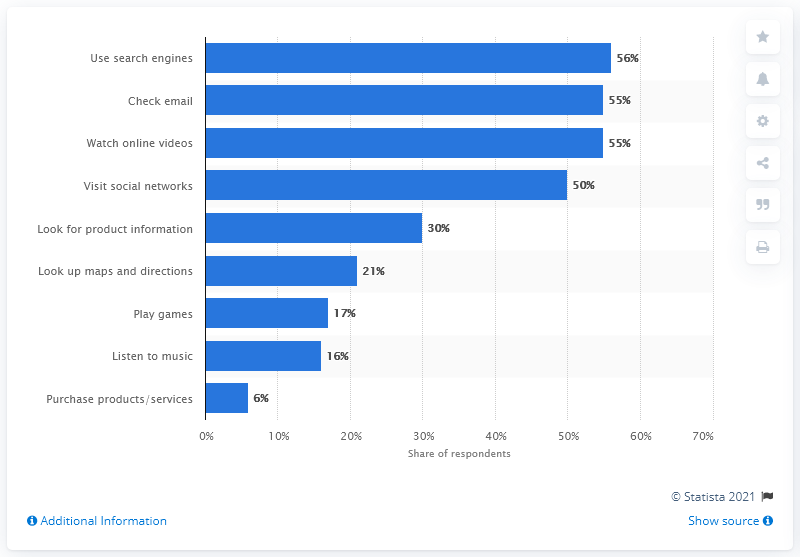 Use search engines 56%
Check email 55%
Watch online videos 55%
Visit social networks 50%
Look for product information 30%
Look up maps and directions 21%
Play games 17%
Listen to music 16%
Purchase products/services 6%
0% 10% 20% 30% 40% 50% 60% 70%
Share of respondents
© Statista 2021
Additional Information Show source